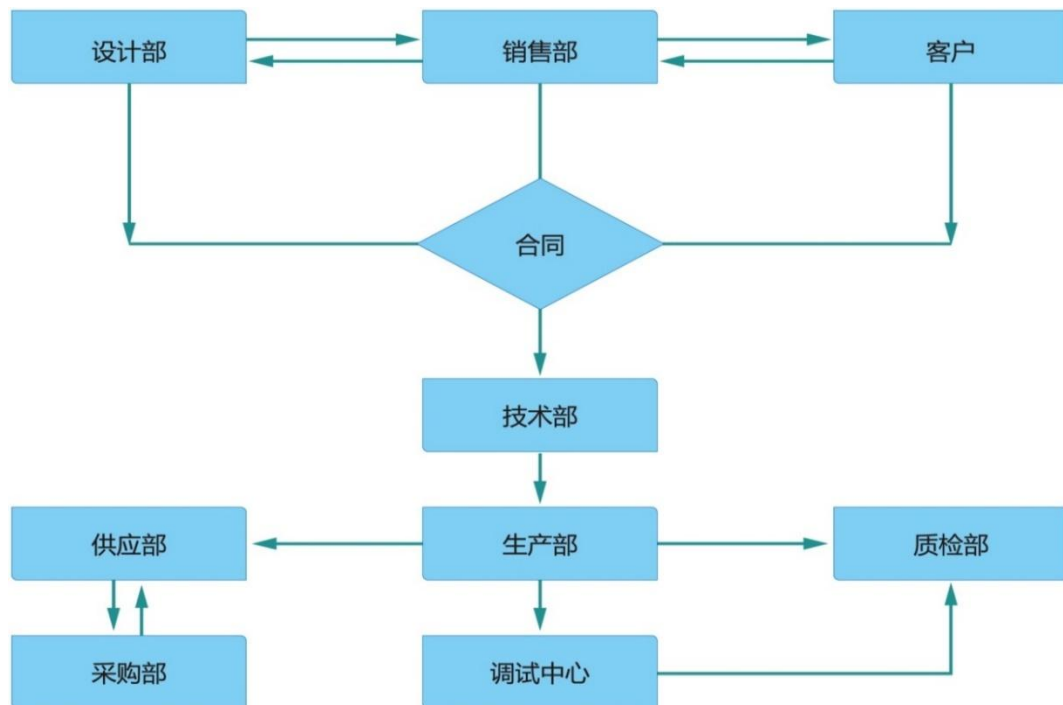 设计部
销售部
客户
合同
技术部
供应部
生产部
质检部
采购部
调试中心